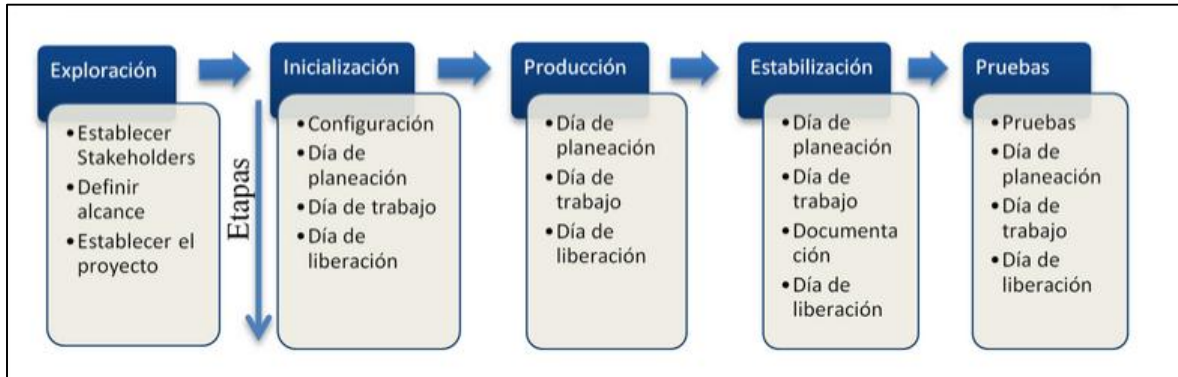 Exploración
•Establecer
Stakeholders
•Definir
alcance
•Establecer el
proyecto
Etapas
Inicialización
•Configuración
•Día de
planeación
•Día de trabajo
•Día de
liberación
Producción
•Día de
planeación
•Día de
trabajo
•Día de
liberación
Estabilización
•Día de
planeación
•Día de
trabajo
•Documenta
ción
•Día de
liberación
Pruebas
•Pruebas
•Día de
planeación
•Día de
trabajo
•Día de
liberación